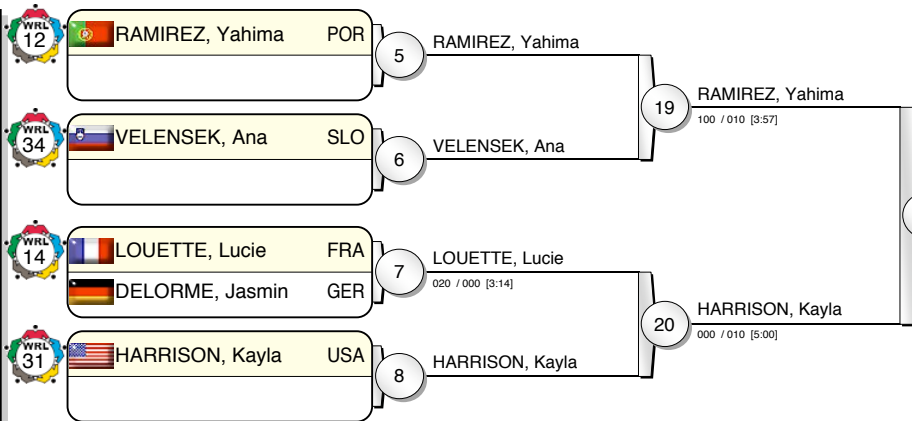 WRL
12
RAMIREZ, Yahima POR
5
RAMIREZ, Yahima
19
RAMIREZ, Yahima
100 / 010 [3:57]
WRL
34
VELENSEK, Ana SLO
6
VELENSEK, Ana
WRL
14
LOUETTE, Lucie FRA
DELORME, Jasmin GER
7
LOUETTE, Lucie
020 / 000 [3:14]
20
HARRISON, Kayla
000 / 010 [5:00]
WRL
31
HARRISON, Kayla USA
8
HARRISON, Kayla